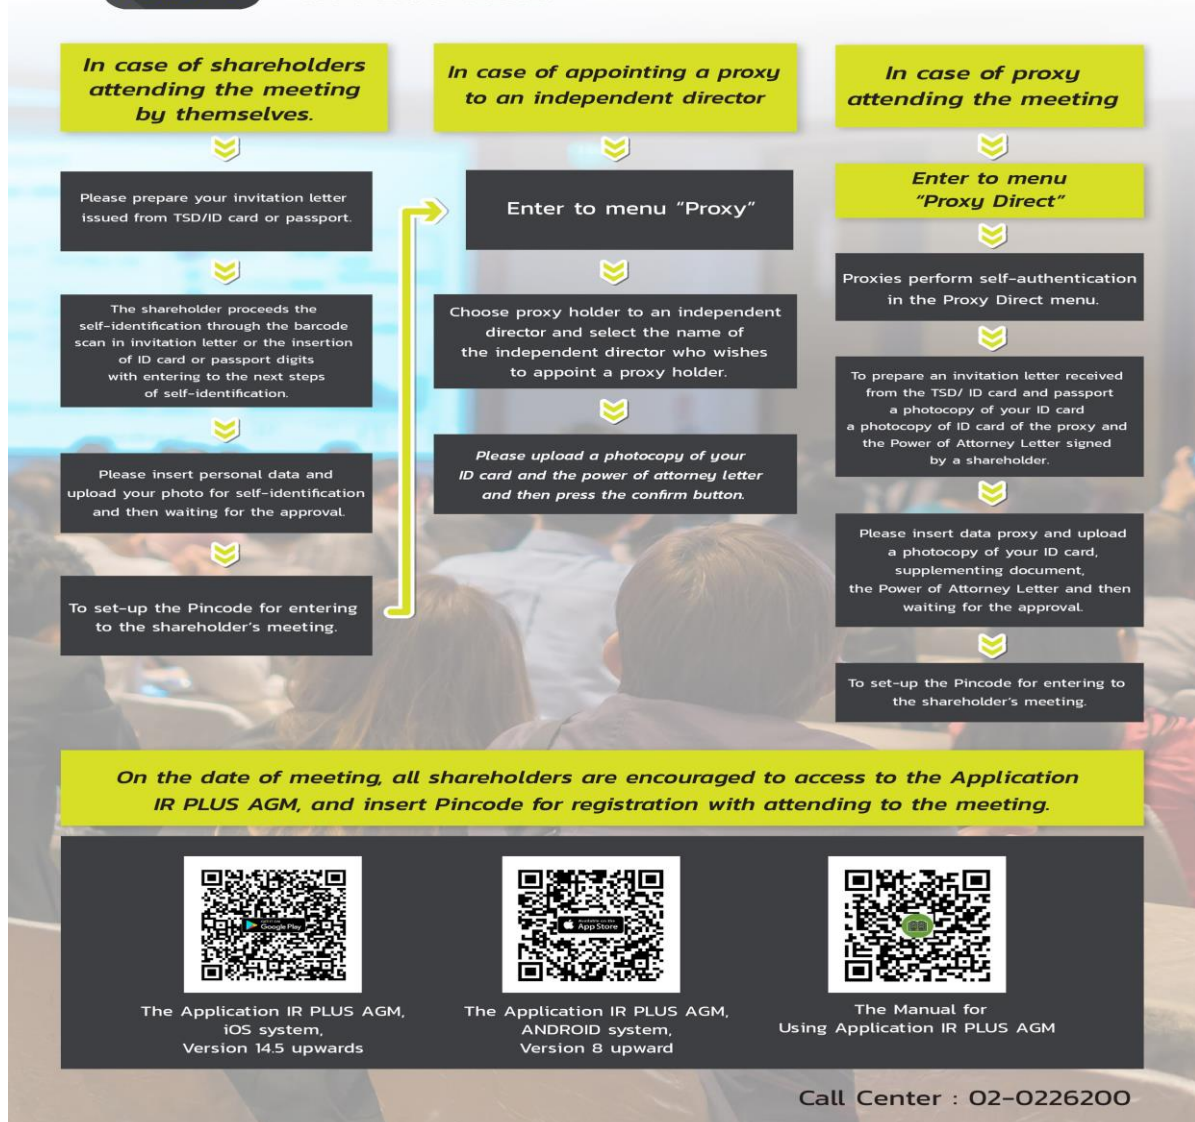 In case of shareholders
attending the meeting
by themselves.
Please prepare your invitation letter
issued from TSD/ID card or passport.
The shareholder proceeds the
self-identification through the barcode
scan in invitation letter or the insertion
of ID card or passport digits
with entering to the next steps
of self-identification.
Please insert personal data and
upload your photo for self-identification
and then waiting for the approval.
To set-up the Pincode for entering
to the shareholder's meeting.
In case of appointing a proxy
to an independent director
Enter to menu "Proxy"
Choose proxy holder to an independent
director and select the name of
the independent director who wishes
to appoint a proxy holder.
Please upload a photocopy of your
ID card and the power of attorney letter
and then press the confirm button.
In case of proxy
attending the meeting
Enter to menu
"Proxy Direct"
Proxies perform self-authentication
in the Proxy Direct menu.
To prepare an invitation letter received
from the TSD/ ID card and passport
a photocopy of your ID card
a photocopy of ID card of the proxy and
the Power of Attorney Letter signed
by a shareholder.
Please insert data proxy and upload
a photocopy of your ID card,
supplementing document,
the Power of Attorney Letter and then
waiting for the approval.
To set-up the Pincode for entering to
the shareholder's meeting.
On the date of meeting, all shareholders are encouraged to access to the Application
IR PLUS AGM, and insert Pincode for registration with attending to the meeting.
Google Play
The Application IR PLUS AGM,
iOS system,
Version 14.5 upwards
Available on the
App Store
The Application IR PLUS AGM,
ANDROID system,
Version 8 upward
The Manual for
Using Application IR PLUS AGM
Call Center : 02-0226200